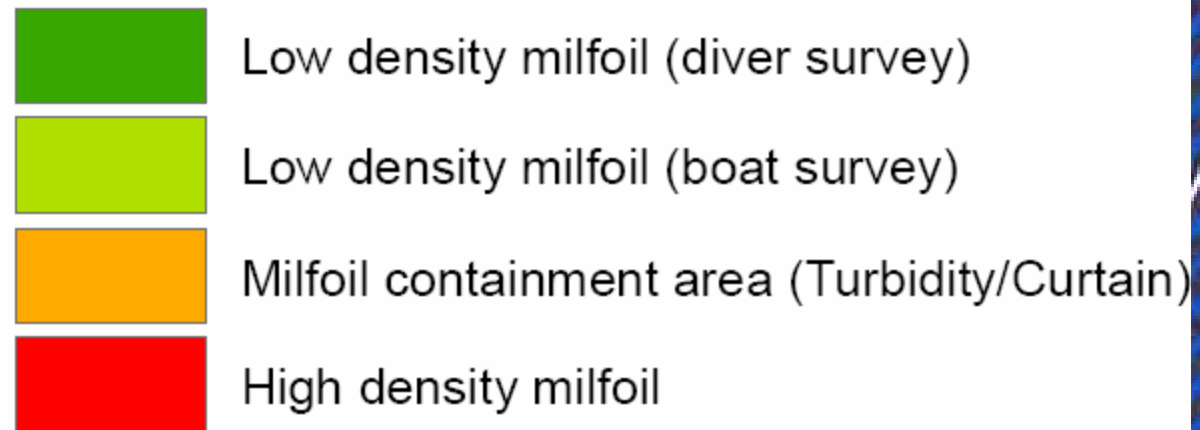 Low density milfoil (diver survey)
Low density milfoil (boat survey)
Milfoil containment area (Turbidity/Curtain)
High density milfoil